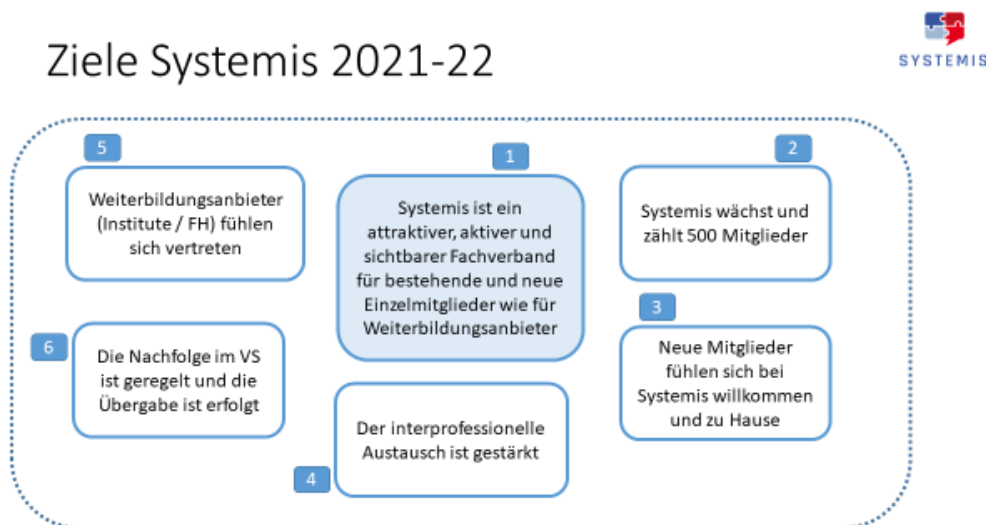 Ziele Systemis 2021-22
SYSTEMIS
1
Systemis ist ein
attraktiver, aktiver und
sichtbarer Fachverband
für bestehende und neue
Einzelmitglieder wie für
Weiterbildungsanbieter
2
Systemis wächst und
zählt 500 Mitglieder
3
Neue Mitglieder
fühlen sich bei
Systemis willkommen
und zu Hause
4
Der interprofessionelle
Austausch ist gestärkt
5
Weiterbildungsanbieter
(Institute / FH) fühlen
sich vertreten
6
Die Nachfolge im VS
ist geregelt und die
Übergabe ist erfolgt